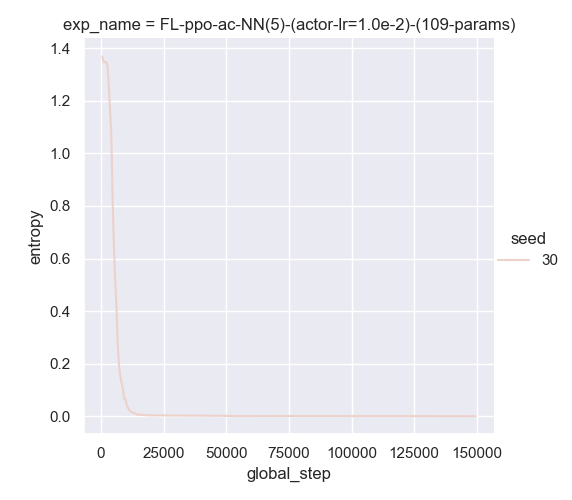 exp_name = FL-ppo-ac-NN(5)-(actor-lr=1.0e-2)-(109-params)
1.4
1.2
1.0
0.8
0.6
0.4
0.2
0.0
entropy
0 25000 50000 75000 100000 125000 150000
global_step
seed
30